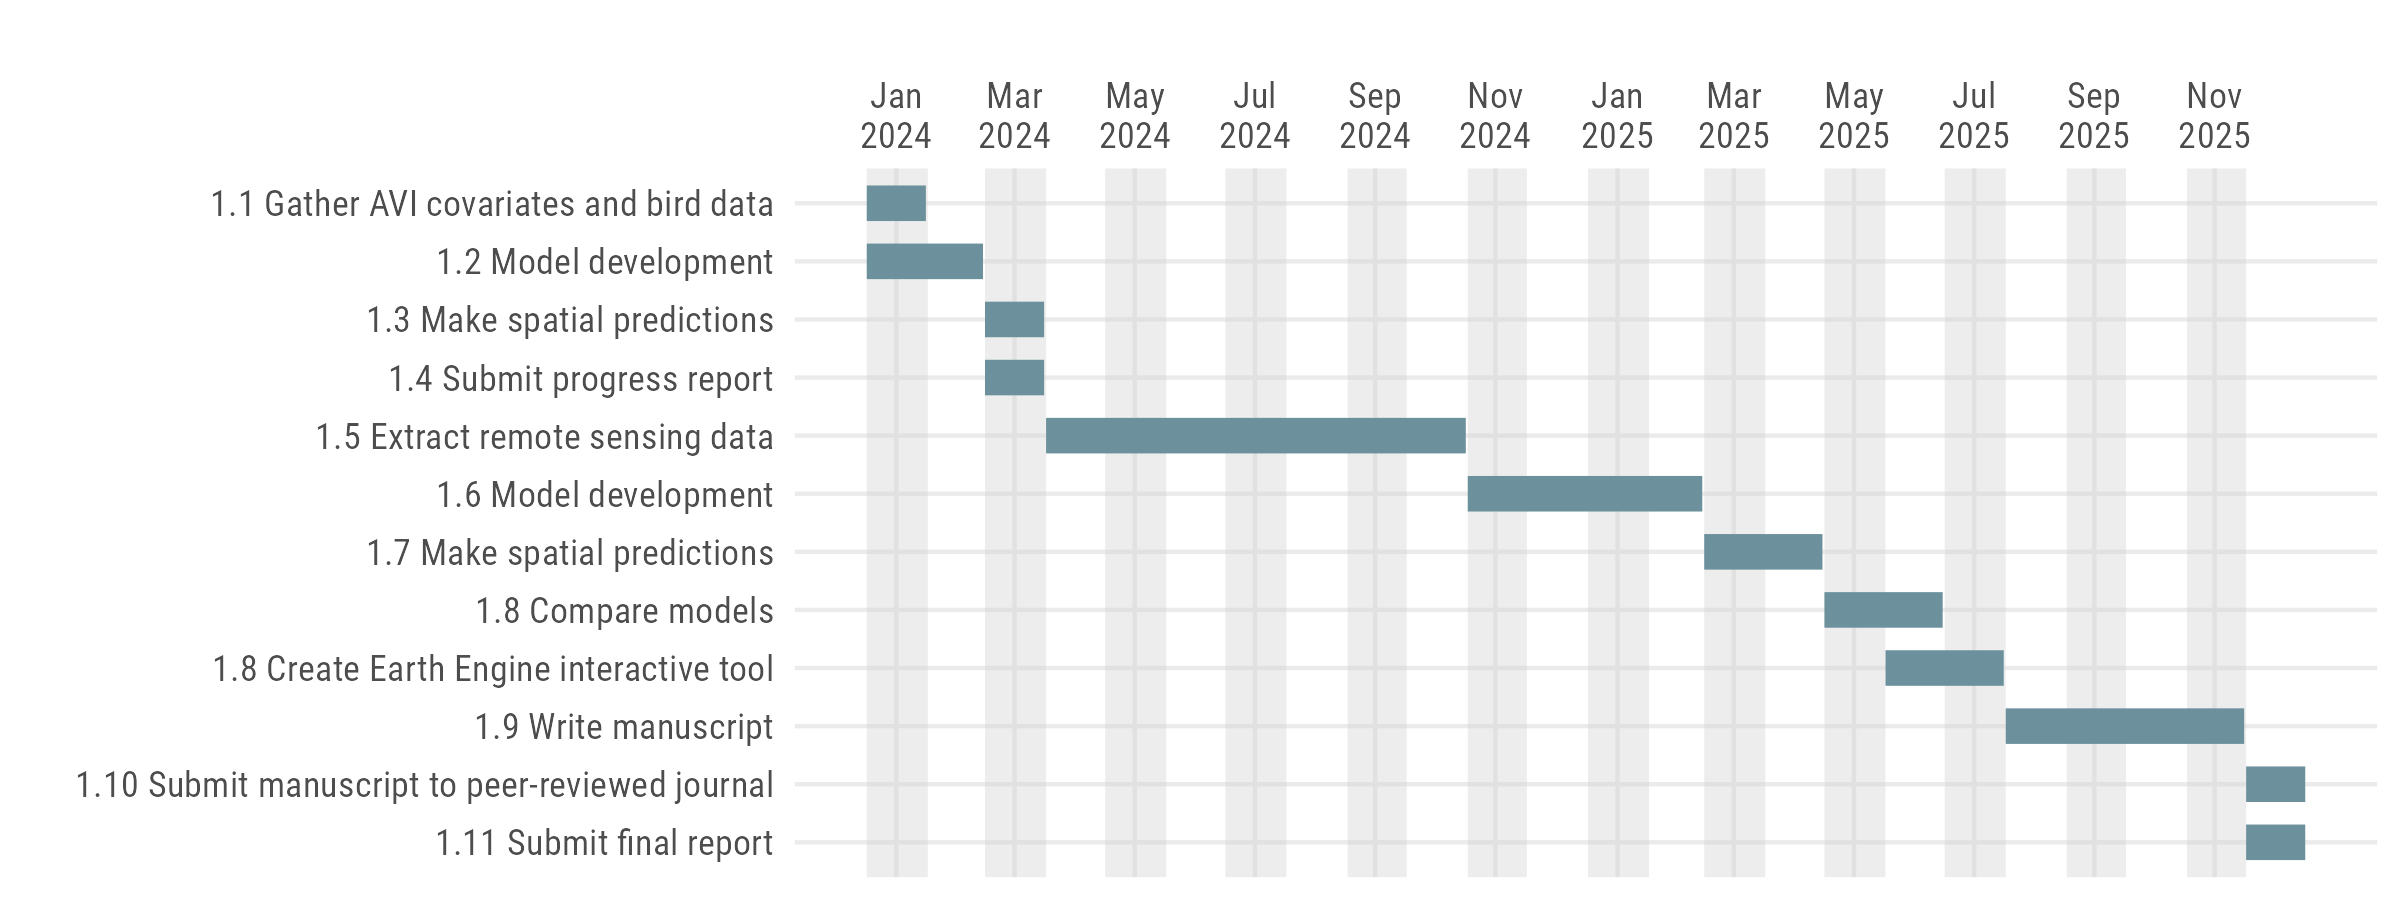 Jan Mar May Jul Sep Nov Jan Mar May Jul Sep Nov
2024 2024 2024 2024 2024 2024 2025 2025 2025 2025 2025 2025
1.1 Gather AVI covariates and bird data
1.2 Model development
1.3 Make spatial predictions
1.4 Submit progress report
1.5 Extract remote sensing data
1.6 Model development
1.7 Make spatial predictions
1.8 Compare models
1.8 Create Earth Engine interactive tool
1.9 Write manuscript
1.10 Submit manuscript to peer-reviewed journal
1.11 Submit final report